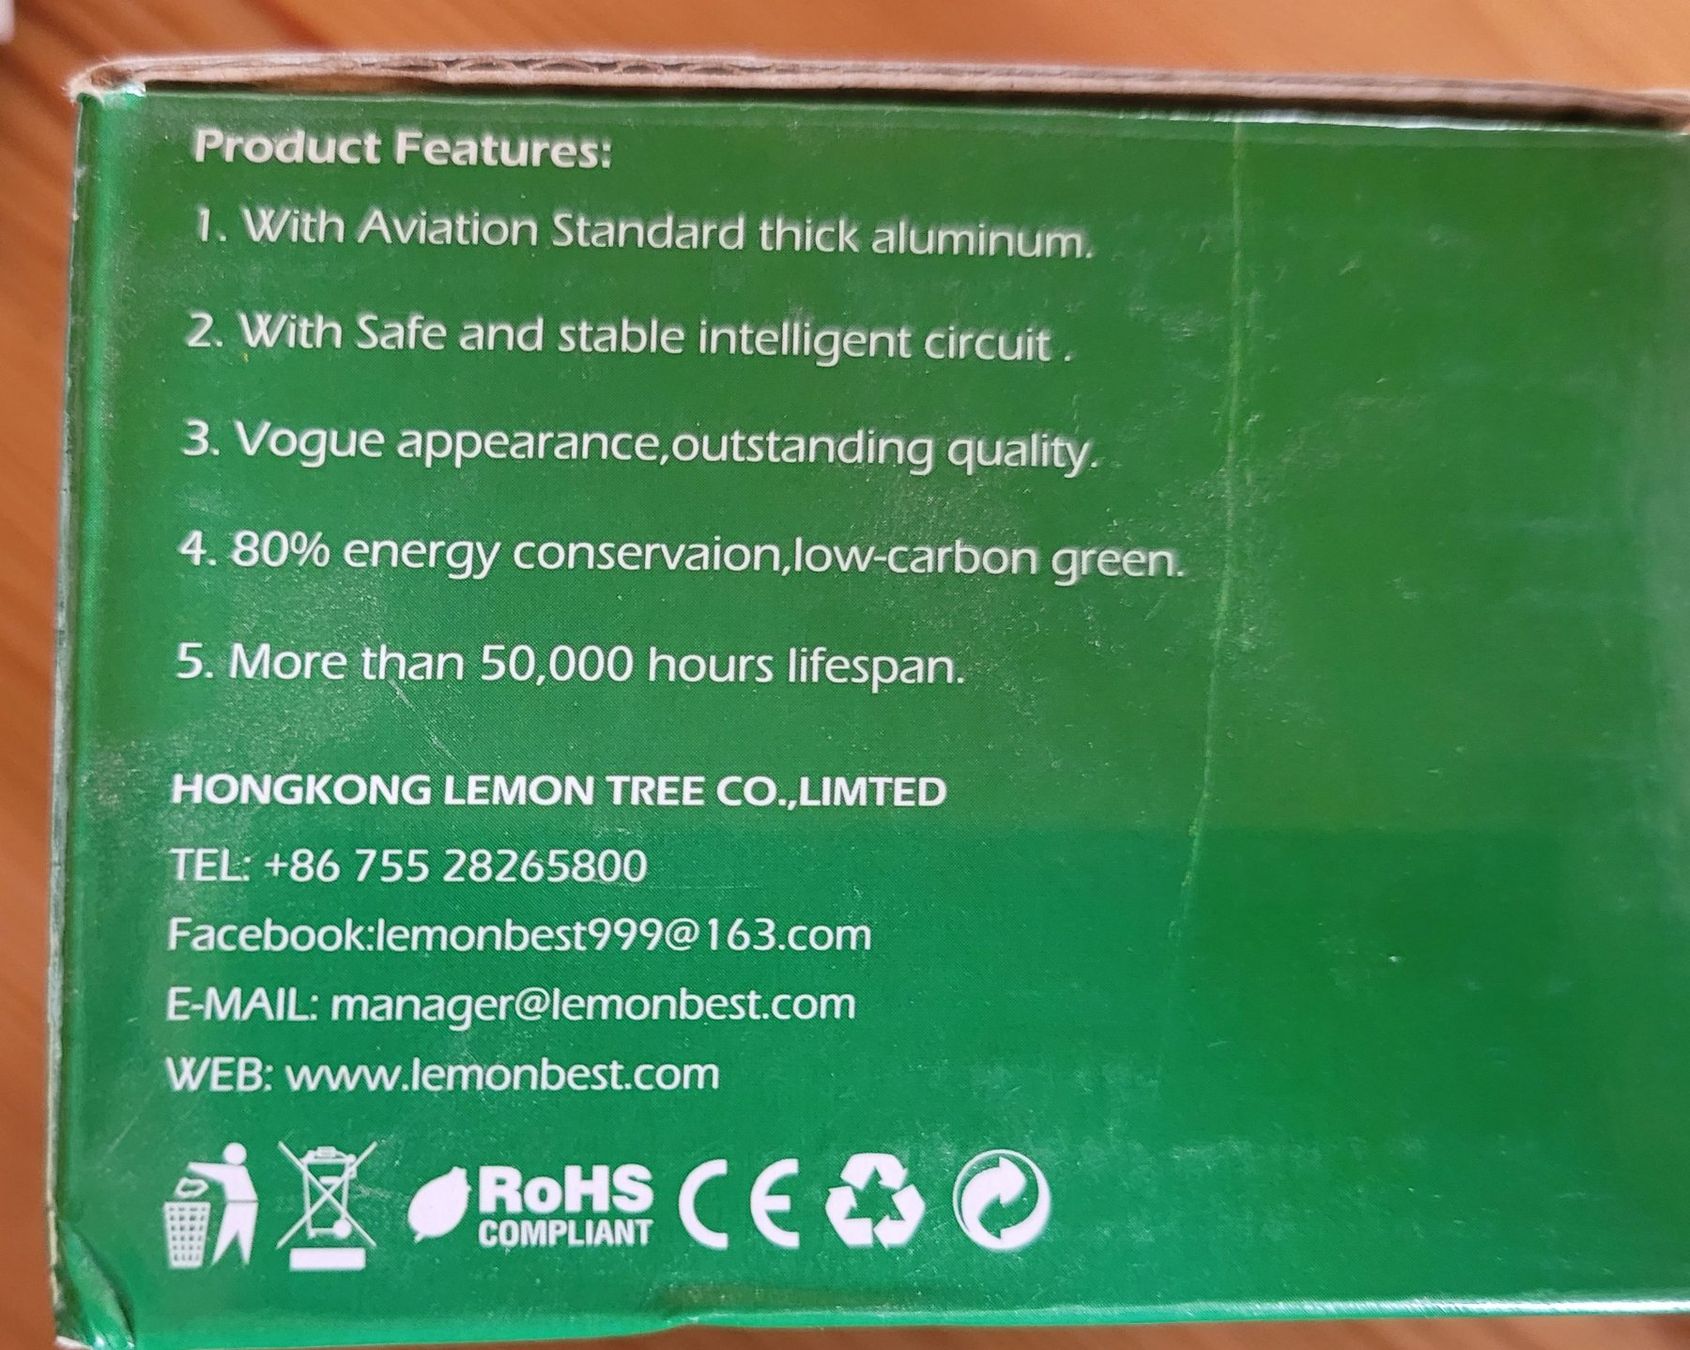 Product Features:
1. With Aviation Standard thick aluminum.
2. With Safe and stable intelligent circuit .
3. Vogue appearance,outstanding quality.
4. 80% energy conservaion,low-carbon green.
5. More than 50,000 hours lifespan.
HONGKONG LEMON TREE CO.,LIMTED
TEL: +86 755 28265800
Facebook:lemonbest999@163.com
E-MAIL: manager@lemonbest.com
WEB: www.lemonbest.com
RoHS CE
COMPLIANT